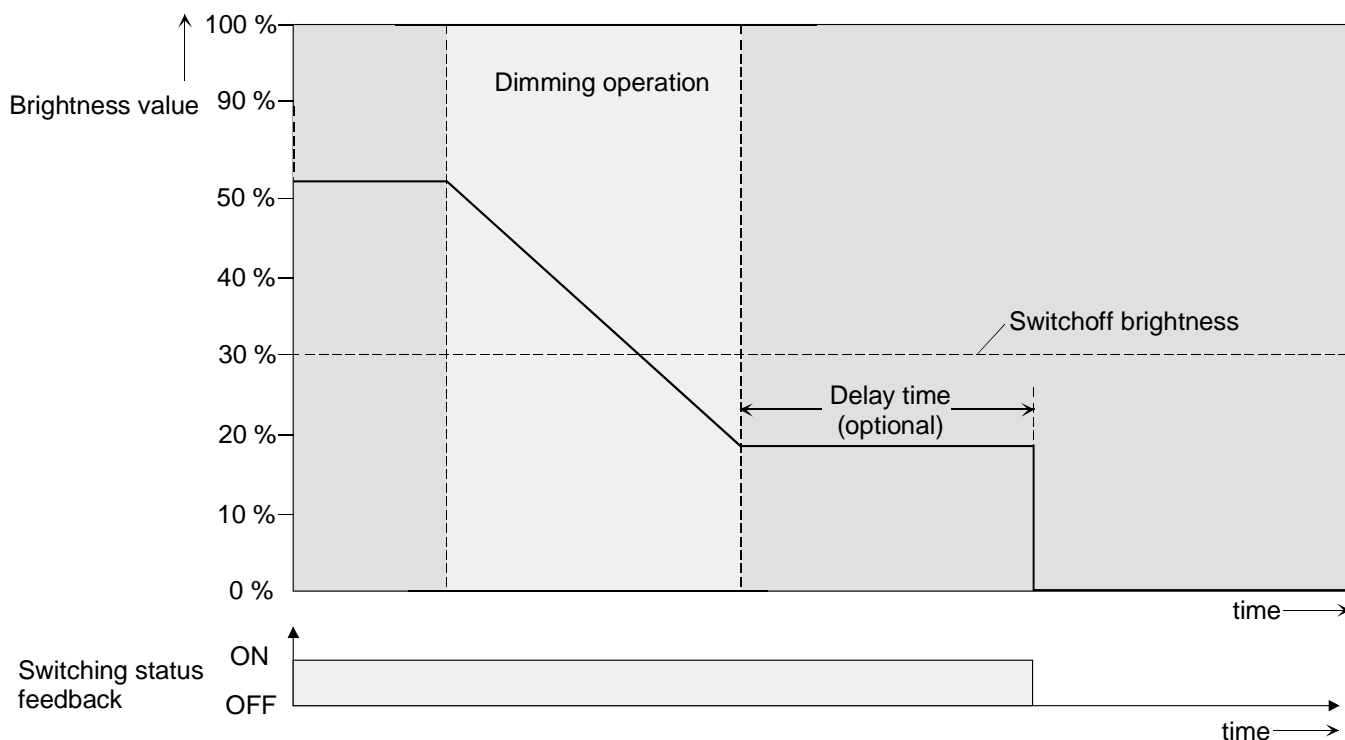 100 %
Dimming operation
Brightness value
90 %
50 %
40 %
Switchoff brightness
30 %
Delay time
(optional)
20 %
10 %
0 %
time
ON
Switching status
feedback
OFF
time